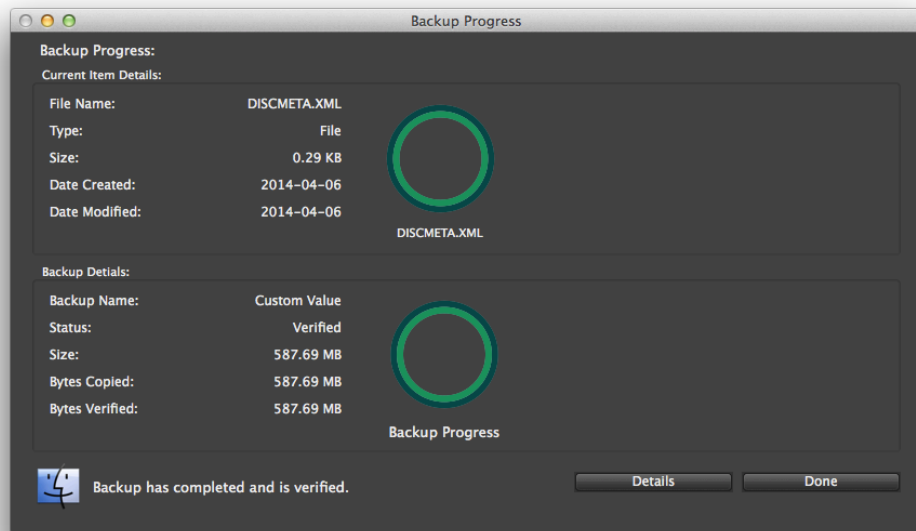 Backup Progress
Backup Progress:
Current Item Details:
File Name: DISCMETA.XML
Type: File
Size: 0.29 KB
Date Created: 2014-04-06
Date Modified: 2014-04-06
DISCMETA.XML
Backup Detials:
Backup Name: Custom Value
Status: Verified
Size: 587.69 MB
Bytes Copied: 587.69 MB
Bytes Verified: 587.69 MB
Backup Progress
Backup has completed and is verified.
Details Done